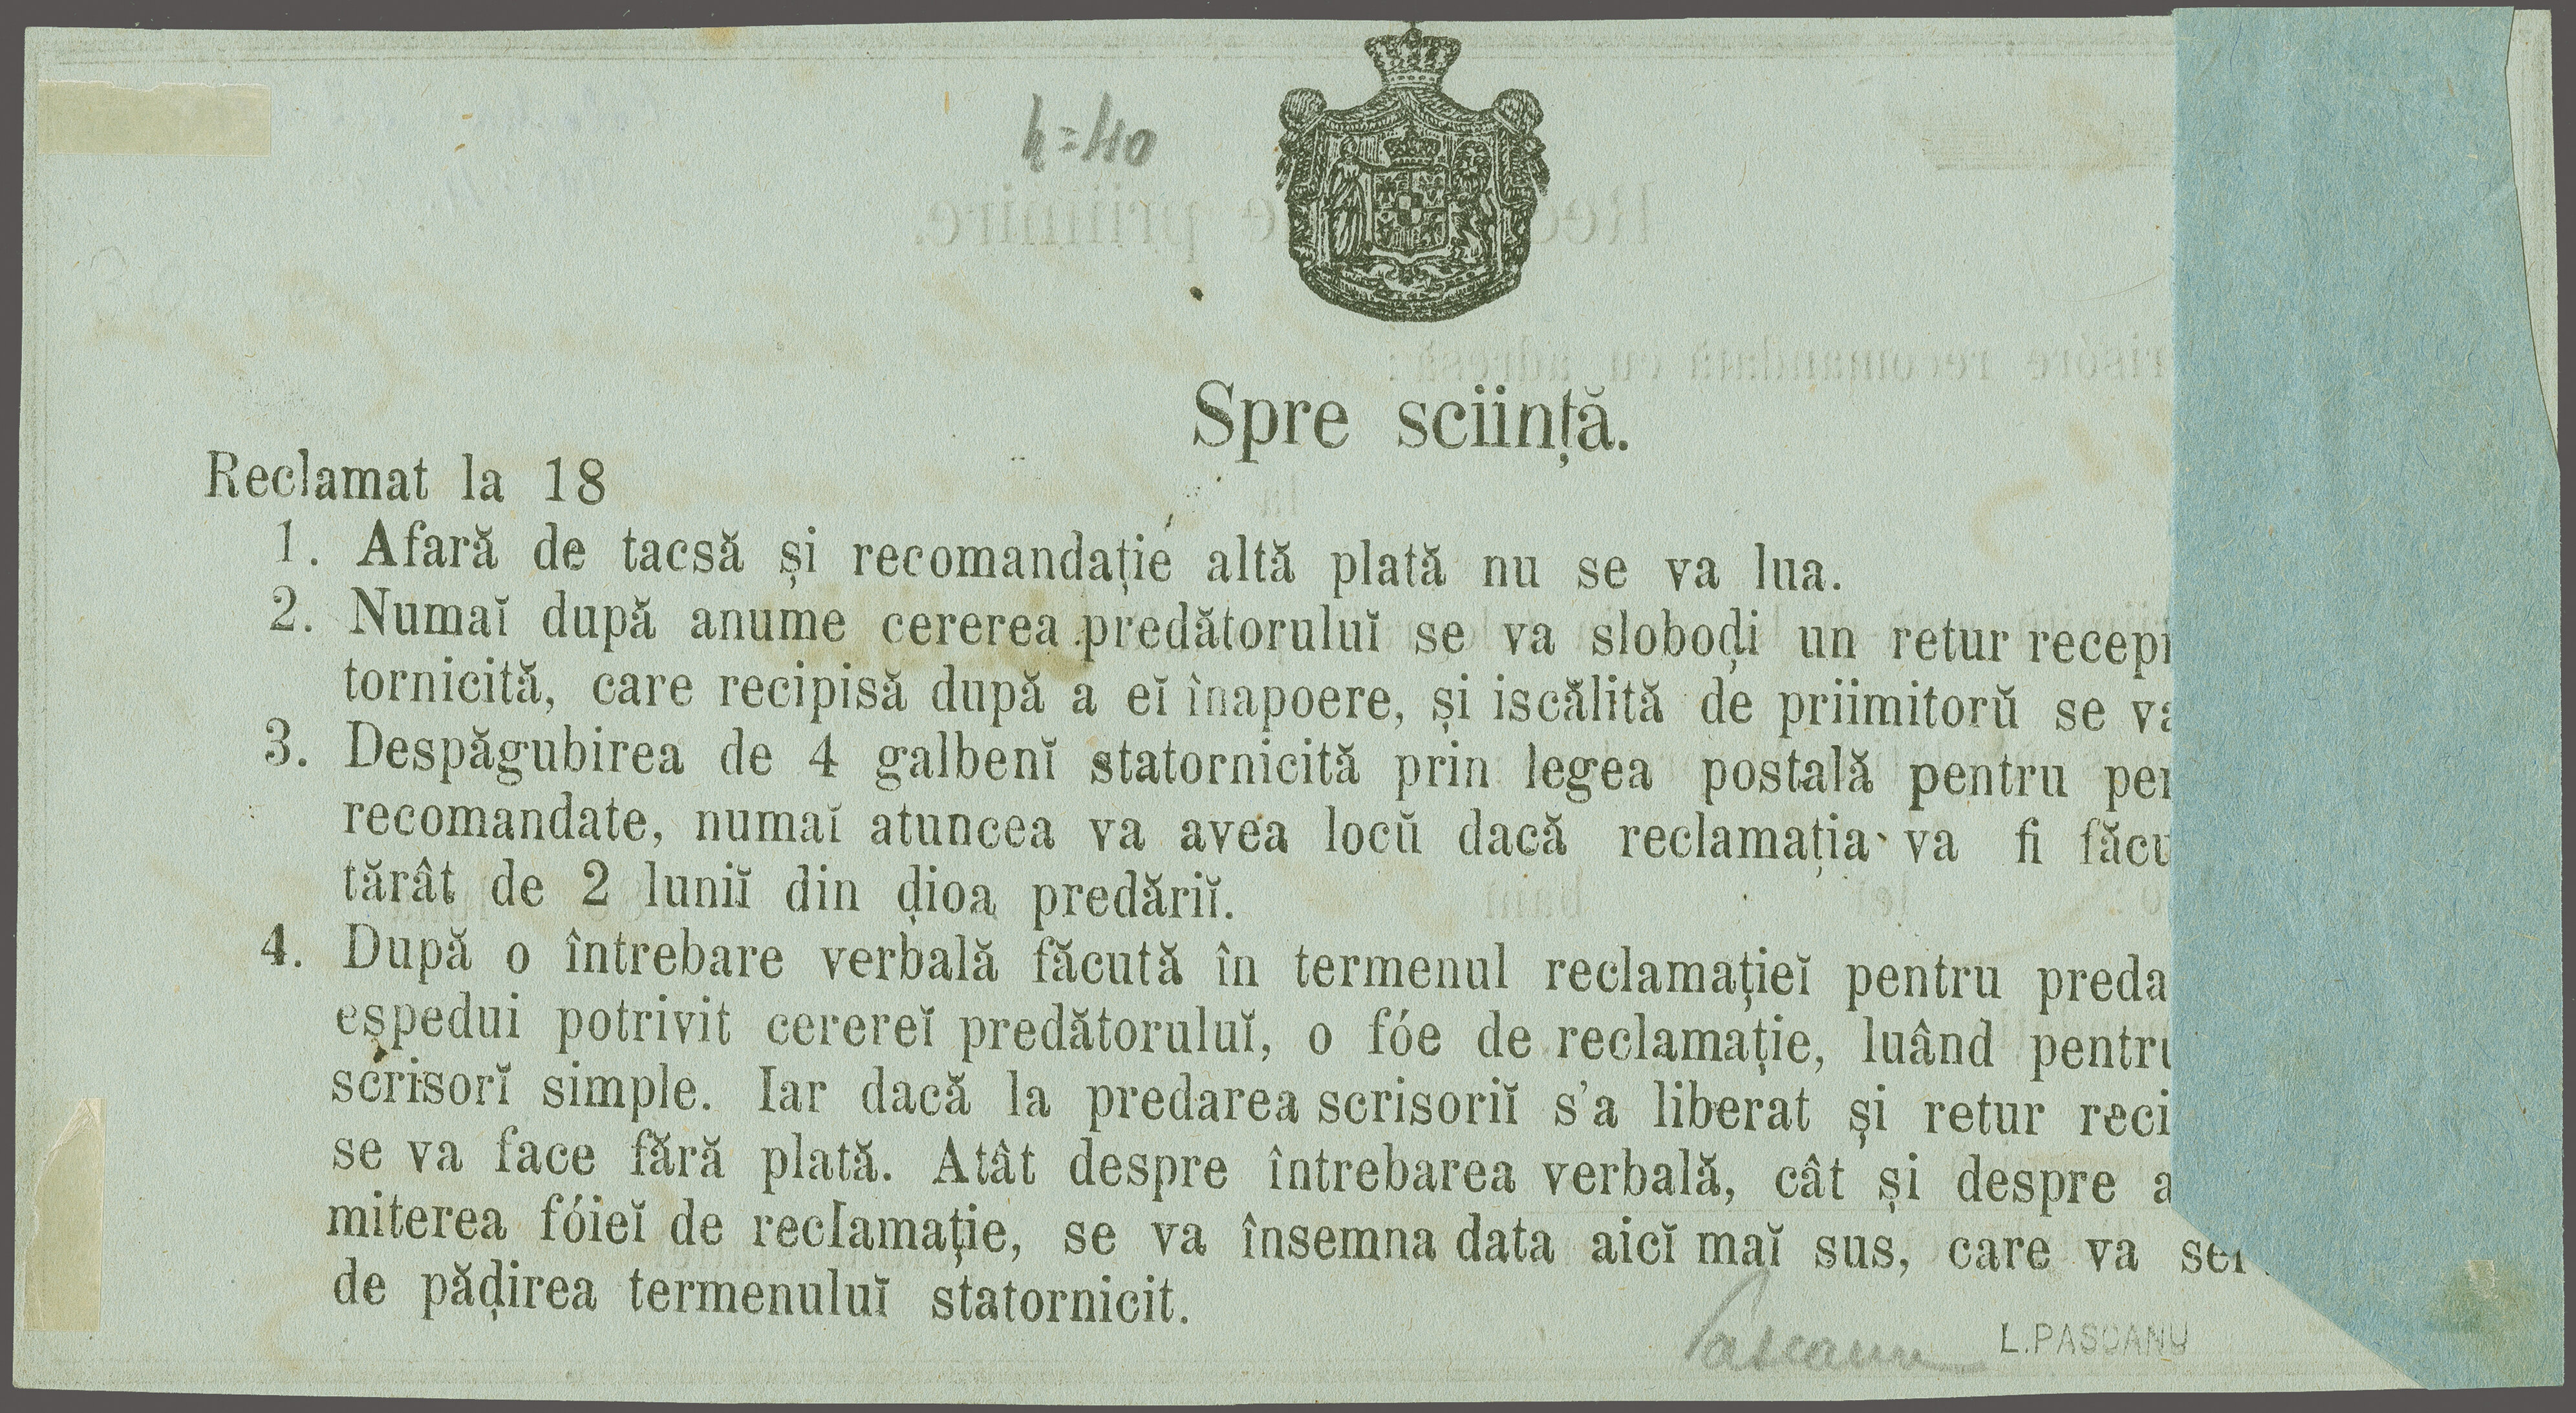 h=40
Spre sciință.
Reclamat la 18
1. Afară de tacsă și recomandație altă plată nu se va lua.
2. Numaĭ după anume cererea predătoruluĭ se va sloboḑi un retur recepi
tornicită, care recipisă după a eĭ înapoere, și iscălită de priimitorŭ se va
3. Despăgubirea de 4 galbenĭ statornicită prin legea postală pentru per
recomandate, numaĭ atuncea va avea locŭ dacă reclamația va fi făcu
tărât de 2 luniĭ din ḑioa predăriĭ.
4. După o întrebare verbală făcută în termenul reclamațieĭ pentru preda
espedui potrivit cerereĭ predătoruluĭ, o fóe de reclamație, luând pentru
scrisorĭ simple. Iar dacă la predarea scrisoriĭ s'a liberat și retur reci
se va face fără plată. Atât despre întrebarea verbală, cât și despre a
miterea fóieĭ de reclamație, se va însemna data aicĭ maĭ sus, care va ser
de păḑirea termenuluĭ statornicit.
Pascanu L.PASCANU